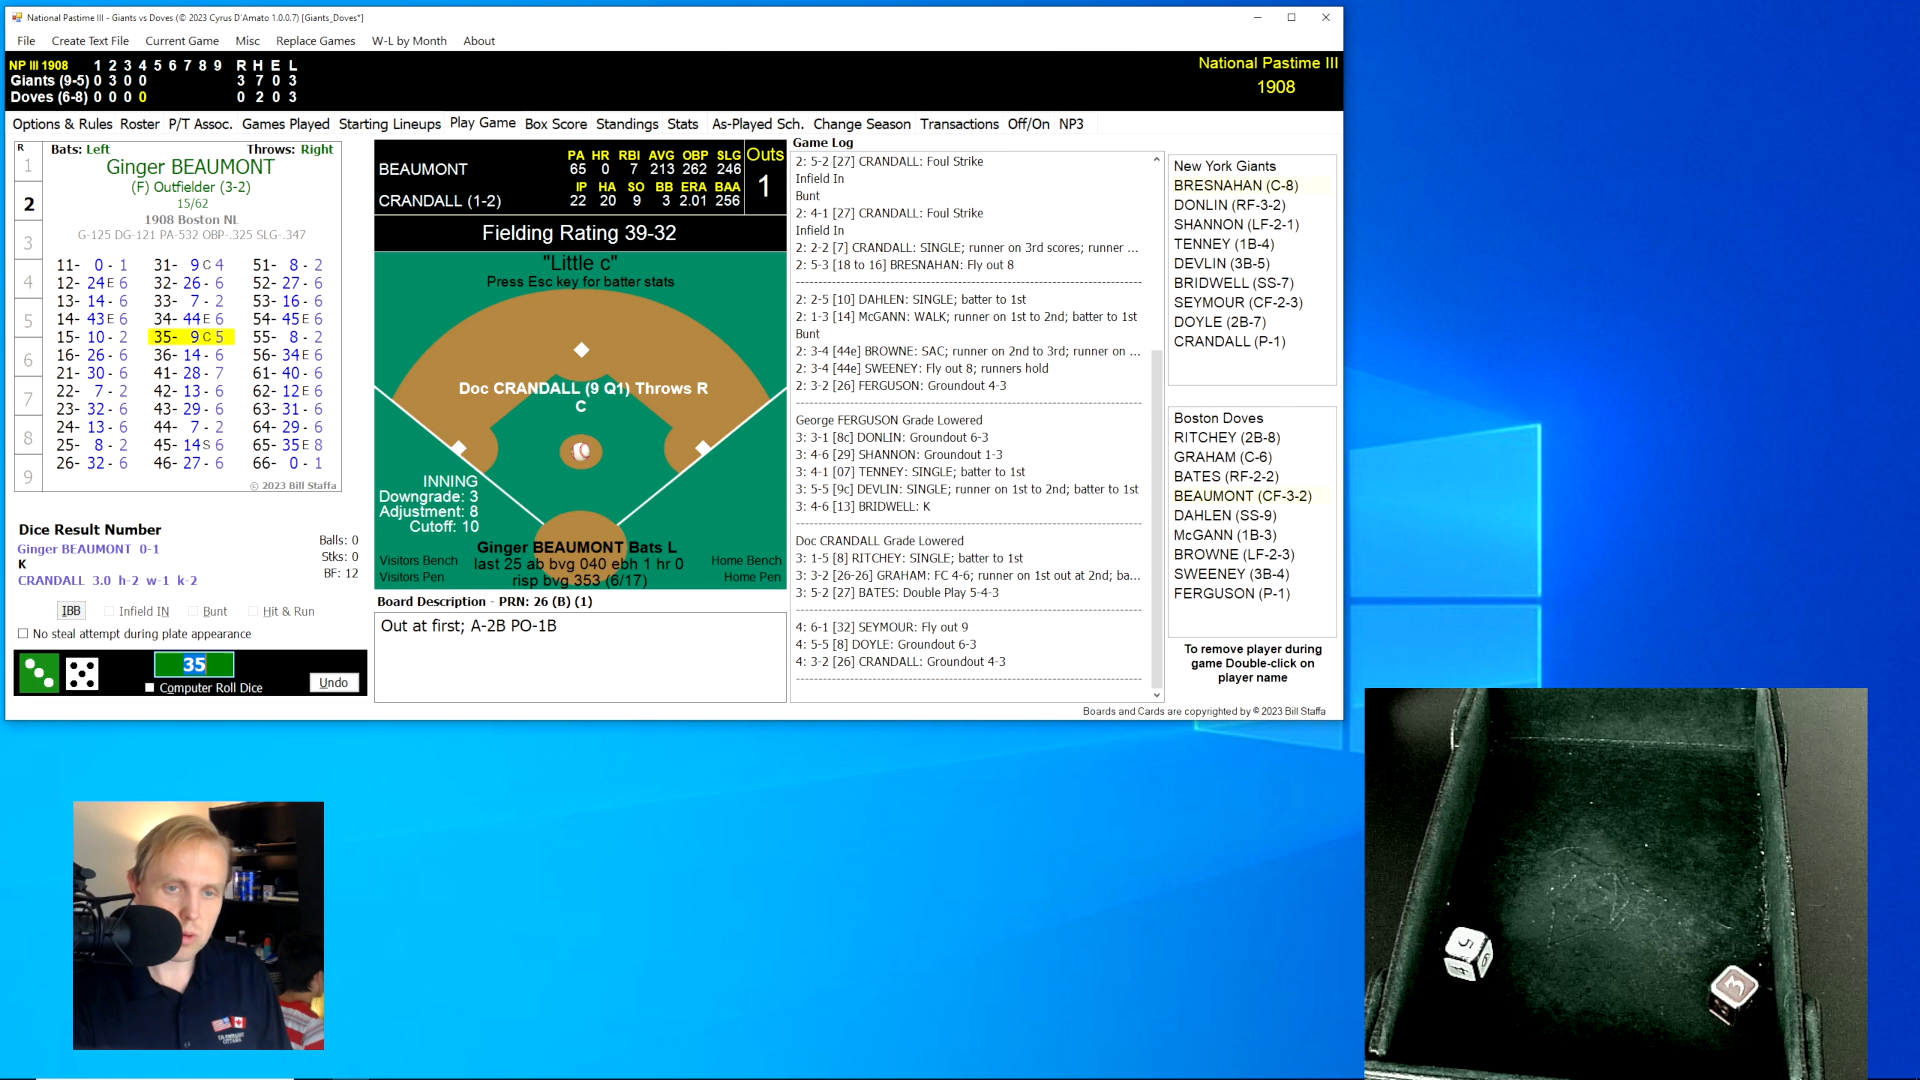 National Pastime III - Giants vs Doves (© 2023 Cyrus D'Amato 1.0.0.7) [Giants_Doves*]
File Create Text File Current Game Misc Replace Games W-L by Month About
NP III 1908 1 2 3 4 5 6 7 8 9 R H E L
Giants (9-5) 0 3 0 0 3 7 0 3
Doves (6-8) 0 0 0 0 0 2 0 3
National Pastime III
1908
Options & Rules Roster P/T Assoc. Games Played Starting Lineups Play Game Box Score Standings Stats As-Played Sch. Change Season Transactions Off/On NP3
R
1
2
3
4
5
6
7
8
9
Bats: Left Throws: Right
Ginger BEAUMONT
(F) Outfielder (3-2)
15/62
1908 Boston NL
G-125 DG-121 PA-532 OBP-.325 SLG-.347
11- 0 - 1 31- 9 C 4 51- 8 - 2
12- 24 E 6 32- 26 - 6 52- 27 - 6
13- 14 - 6 33- 7 - 2 53- 16 - 6
14- 43 E 6 34- 44 E 6 54- 45 E 6
15- 10 - 2 35- 9 C 5 55- 8 - 2
16- 26 - 6 36- 14 - 6 56- 34 E 6
21- 30 - 6 41- 28 - 7 61- 40 - 6
22- 7 - 2 42- 13 - 6 62- 12 E 6
23- 32 - 6 43- 29 - 6 63- 31 - 6
24- 13 - 6 44- 7 - 2 64- 29 - 6
25- 8 - 2 45- 14 S 6 65- 35 E 8
26- 32 - 6 46- 27 - 6 66- 0 - 1
© 2023 Bill Staffa
Dice Result Number
Ginger BEAUMONT 0-1
K
CRANDALL 3.0 h-2 w-1 k-2
Balls: 0
Stks: 0
BF: 12
IBB Infield IN Bunt Hit & Run
No steal attempt during plate appearance
35
Computer Roll Dice
Undo
PA HR RBI AVG OBP SLG
BEAUMONT 65 0 7 213 262 246
IP HA SO BB ERA BAA
CRANDALL (1-2) 22 20 9 3 2.01 256
Outs
1
Fielding Rating 39-32
"Little c"
Press Esc key for batter stats
Doc CRANDALL (9 Q1) Throws R
C
INNING
Downgrade: 3
Adjustment: 8
Cutoff: 10
Ginger BEAUMONT Bats L
last 25 ab bvg 040 ebh 1 hr 0
risp bvg 353 (6/17)
Visitors Bench
Visitors Pen
Home Bench
Home Pen
Board Description - PRN: 26 (B) (1)
Out at first; A-2B PO-1B
Game Log
2: 5-2 [27] CRANDALL: Foul Strike
Infield In
Bunt
2: 4-1 [27] CRANDALL: Foul Strike
Infield In
2: 2-2 [7] CRANDALL: SINGLE; runner on 3rd scores; runner ...
2: 5-3 [18 to 16] BRESNAHAN: Fly out 8
2: 2-5 [10] DAHLEN: SINGLE; batter to 1st
2: 1-3 [14] McGANN: WALK; runner on 1st to 2nd; batter to 1st
Bunt
2: 3-4 [44e] BROWNE: SAC; runner on 2nd to 3rd; runner on ...
2: 3-4 [44e] SWEENEY: Fly out 8; runners hold
2: 3-2 [26] FERGUSON: Groundout 4-3
George FERGUSON Grade Lowered
3: 3-1 [8c] DONLIN: Groundout 6-3
3: 4-6 [29] SHANNON: Groundout 1-3
3: 4-1 [07] TENNEY: SINGLE; batter to 1st
3: 5-5 [9c] DEVLIN: SINGLE; runner on 1st to 2nd; batter to 1st
3: 4-6 [13] BRIDWELL: K
Doc CRANDALL Grade Lowered
3: 1-5 [8] RITCHEY: SINGLE; batter to 1st
3: 3-2 [26-26] GRAHAM: FC 4-6; runner on 1st out at 2nd; ba...
3: 5-2 [27] BATES: Double Play 5-4-3
4: 6-1 [32] SEYMOUR: Fly out 9
4: 5-5 [8] DOYLE: Groundout 6-3
4: 3-2 [26] CRANDALL: Groundout 4-3
New York Giants
BRESNAHAN (C-8)
DONLIN (RF-3-2)
SHANNON (LF-2-1)
TENNEY (1B-4)
DEVLIN (3B-5)
BRIDWELL (SS-7)
SEYMOUR (CF-2-3)
DOYLE (2B-7)
CRANDALL (P-1)
Boston Doves
RITCHEY (2B-8)
GRAHAM (C-6)
BATES (RF-2-2)
BEAUMONT (CF-3-2)
DAHLEN (SS-9)
McGANN (1B-3)
BROWNE (LF-2-3)
SWEENEY (3B-4)
FERGUSON (P-1)
To remove player during
game Double-click on
player name
Boards and Cards are copyrighted by © 2023 Bill Staffa
5
6
3